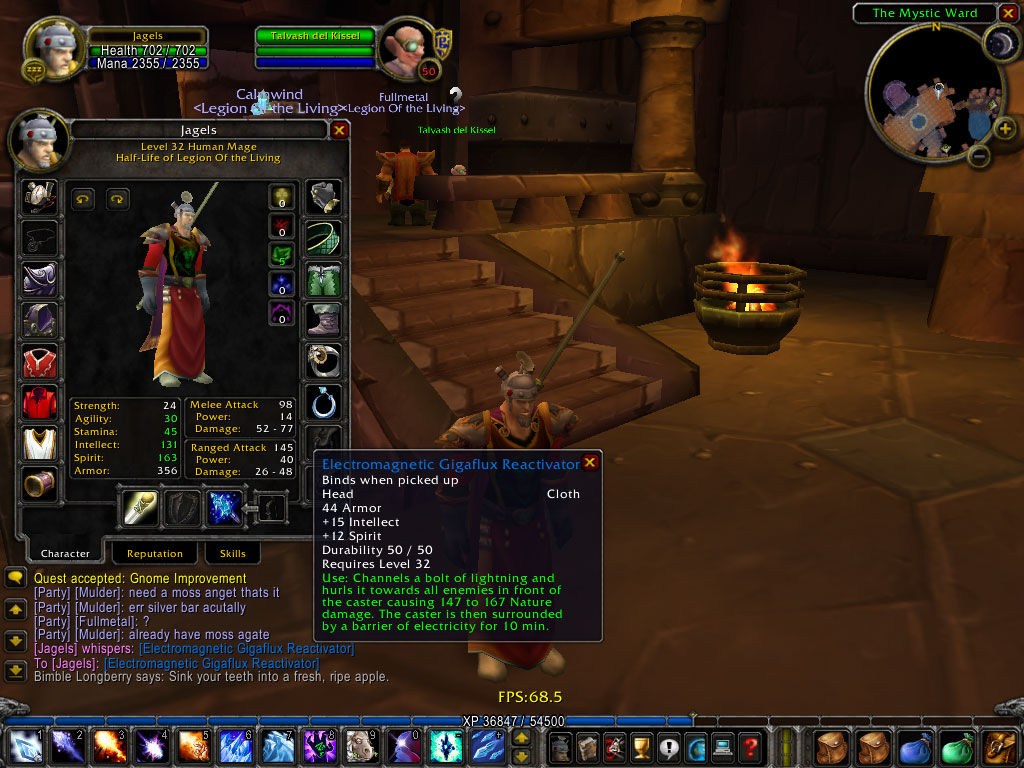 The Mystic Ward
N
Jagels
Health 702 / 702
Mana 2355 / 2355
zzz
Talvash del Kissel
50
Calmwind
<Legion Of the Living>
Fullmetal
<Legion Of the Living>
Talvash del Kissel
Jagels
Level 32 Human Mage
Half-Life of Legion Of the Living
0
0
5
0
0
Strength: 24
Agility: 30
Stamina: 45
Intellect: 131
Spirit: 163
Armor: 356
Melee Attack 98
Power: 14
Damage: 52 - 77
Ranged Attack 145
Power: 40
Damage: 26 - 48
Character
Reputation
Skills
Electromagnetic Gigaflux Reactivator
Binds when picked up
Head Cloth
44 Armor
+15 Intellect
+12 Spirit
Durability 50 / 50
Requires Level 32
Use: Channels a bolt of lightning and
hurls it towards all enemies in front of
the caster causing 147 to 167 Nature
damage. The caster is then surrounded
by a barrier of electricity for 10 min.
Quest accepted: Gnome Improvement
[Party] [Mulder]: need a moss anget thats it
[Party] [Mulder]: err silver bar acutally
[Party] [Fullmetal]: ?
[Party] [Mulder]: already have moss agate
[Jagels] whispers: [Electromagnetic Gigaflux Reactivator]
To [Jagels]: [Electromagnetic Gigaflux Reactivator]
Bimble Longberry says: Sink your teeth into a fresh, ripe apple.
FPS:68.5
XP 36847 / 54500
1 2 3 4 5 6 7 8 9 0 - =